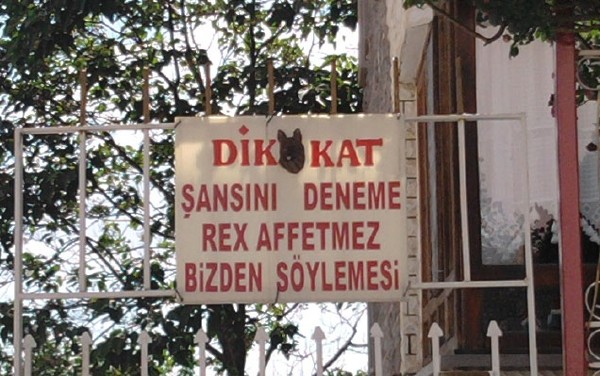 DİKKAT
ŞANSINI DENEME
REX AFFETMEZ
BİZDEN SÖYLEMESİ